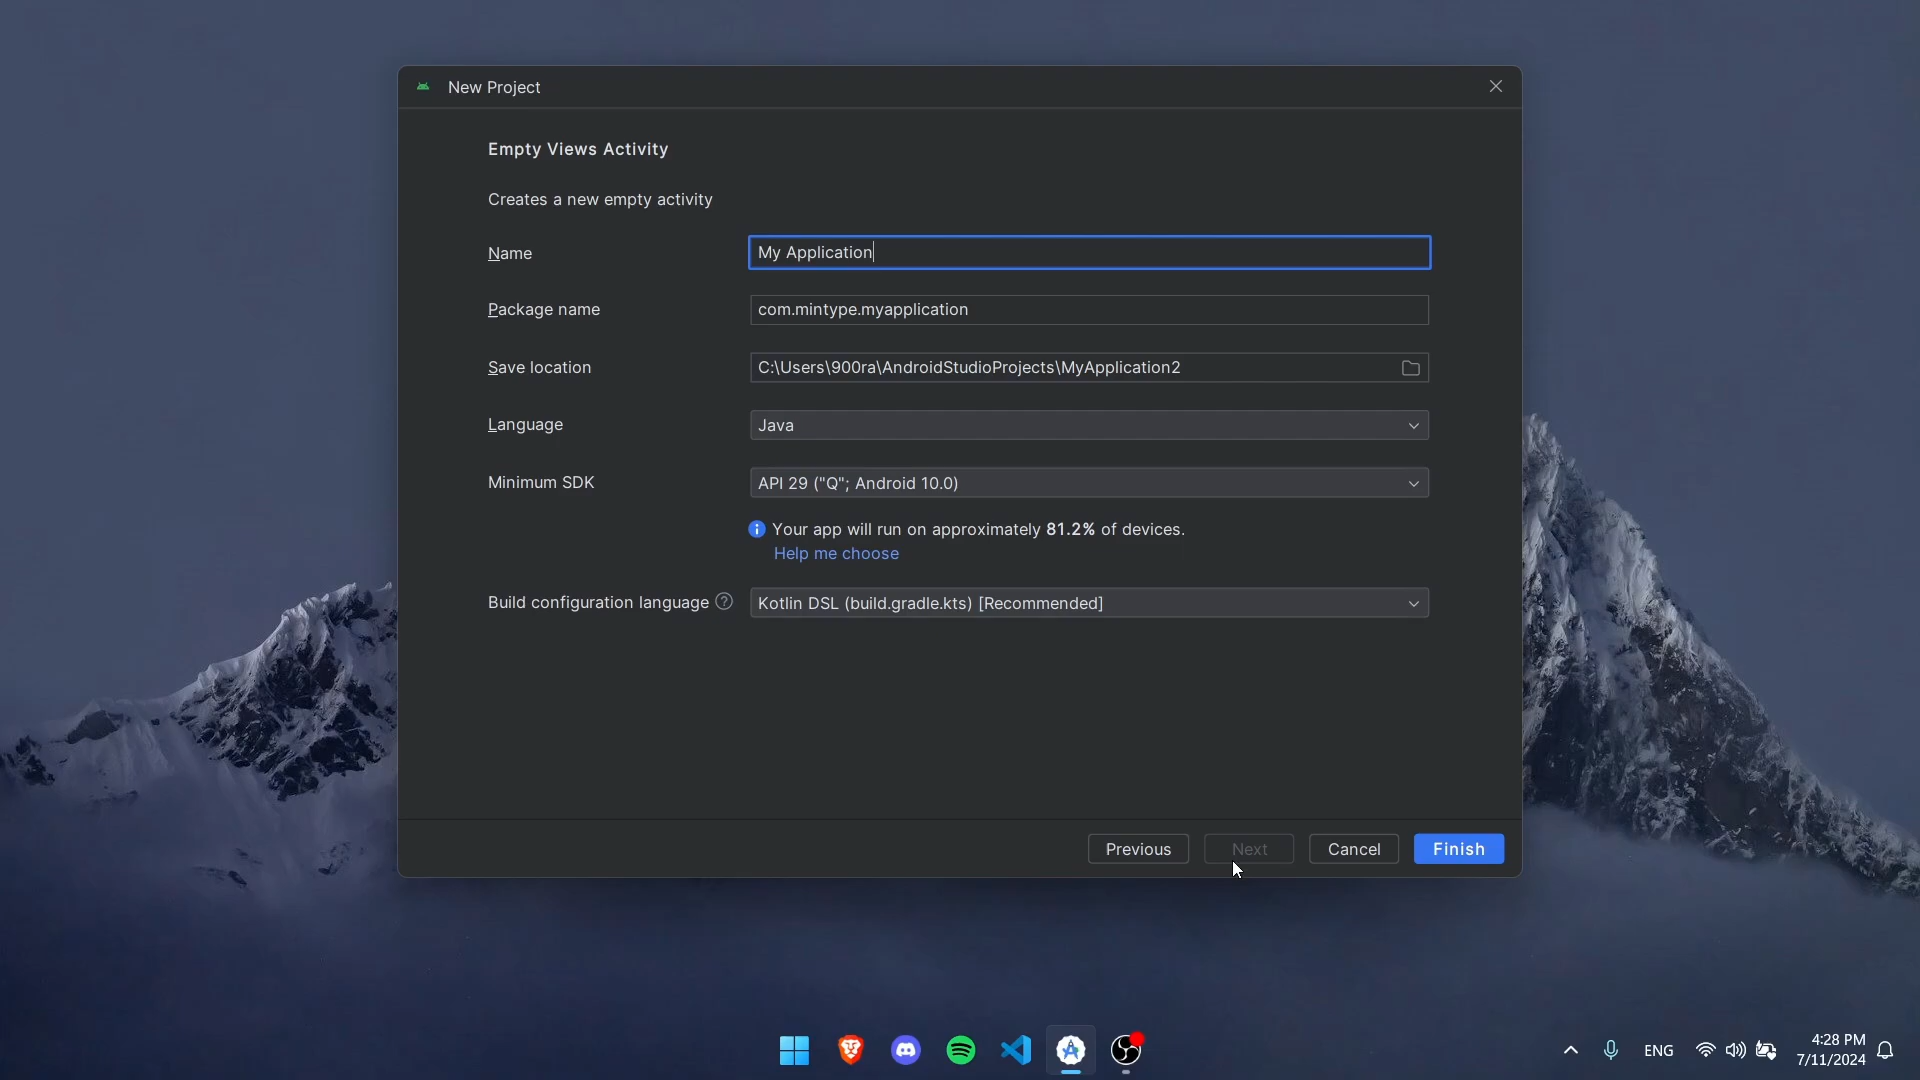 New Project
Empty Views Activity
Creates a new empty activity
Name My Application
Package name com.mintype.myapplication
Save location C:\Users\900ra\AndroidStudioProjects\MyApplication2
Language Java
Minimum SDK API 29 ("Q"; Android 10.0)
Your app will run on approximately 81.2% of devices.
Help me choose
Build configuration language Kotlin DSL (build.gradle.kts) [Recommended]
Previous Next Cancel Finish
ENG 4:28 PM
7/11/2024